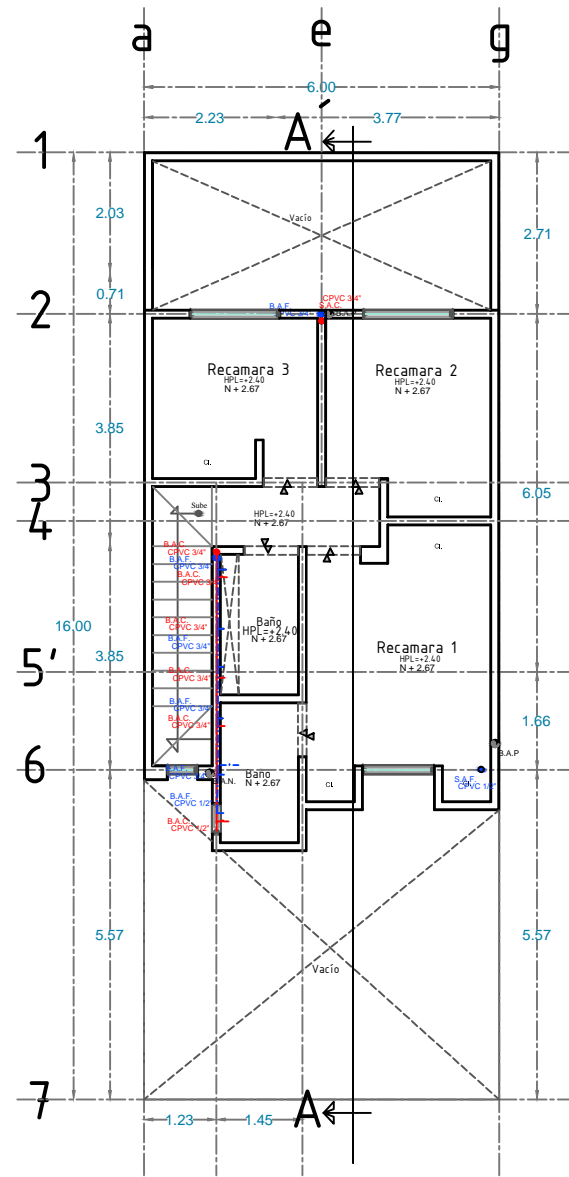 a e g
6.00
2.23 3.77
A´
1
2.03
Vacío
2.71
0.71
CPVC 3/4"
B.A.F. S.A.C.
CPVC 3/4"
2
Recamara 3
HPL=+2.40
N + 2.67
Recamara 2
HPL=+2.40
N + 2.67
3.85
CL.
3
6.05
CL.
Sube
HPL=+2.40
N + 2.67
4
B.A.C.
CPVC 3/4"
B.A.F.
CPVC 3/4"
B.A.C.
CL.
16.00
B.A.C.
CPVC 3/4"
Baño
HPL=+2.40
N + 2.67
3.85
B.A.F.
CPVC 3/4"
Recamara 1
HPL=+2.40
N + 2.67
5'
B.A.C.
CPVC 3/4"
B.A.F.
CPVC 3/4"
B.A.C.
CPVC 3/4"
1.66
B.A.P
6
B.A.N.
Baño
N + 2.67
S.A.F.
CPVC 1/2"
CL.
B.A.F.
CPVC 1/2"
B.A.C.
CPVC 1/2"
5.57 5.57
Vacío
7
A
1.23 1.45